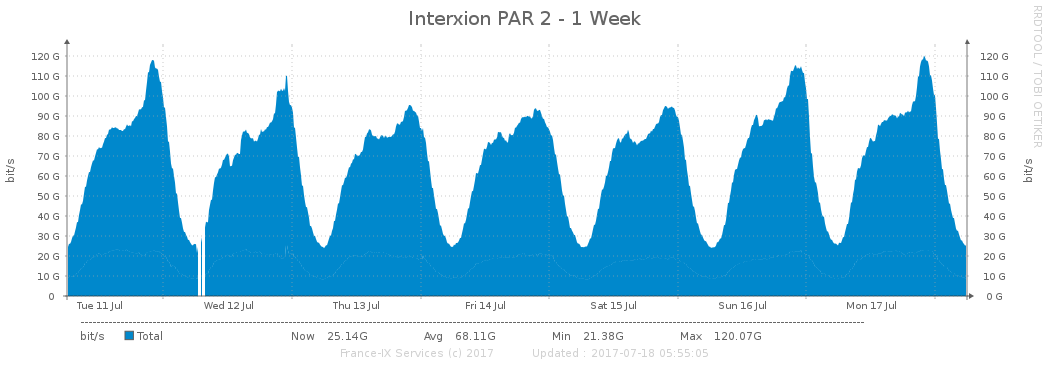 Interxion PAR 2 - 1 Week
RRDTOOL / TOBI OETIKER
bit/s
bit/s
120 G 120 G
110 G 110 G
100 G 100 G
90 G 90 G
80 G 80 G
70 G 70 G
60 G 60 G
50 G 50 G
40 G 40 G
30 G 30 G
20 G 20 G
10 G 10 G
0 0 G
Tue 11 Jul Wed 12 Jul Thu 13 Jul Fri 14 Jul Sat 15 Jul Sun 16 Jul Mon 17 Jul
bit/s Total Now 25.14G Avg 68.11G Min 21.38G Max 120.07G
France-IX Services (c) 2017 Updated : 2017-07-18 05:55:05